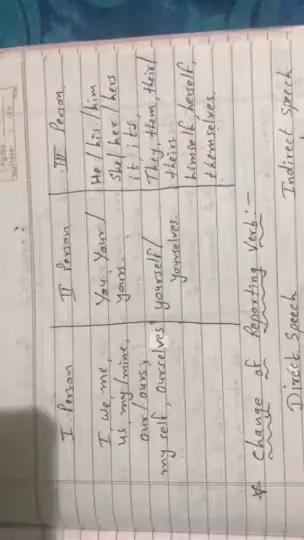 I Person II Person III Person
I, we, me, You, Your/ He/his/him
us, my/mine, yours She/her/hers
our/ours, it, its,
my self, ourselves yourself/ They, them, their/
yourselves theirs
himself, herself,
themselves.
* Change of Reporting Verb:-
Direct Speech Indirect Speech